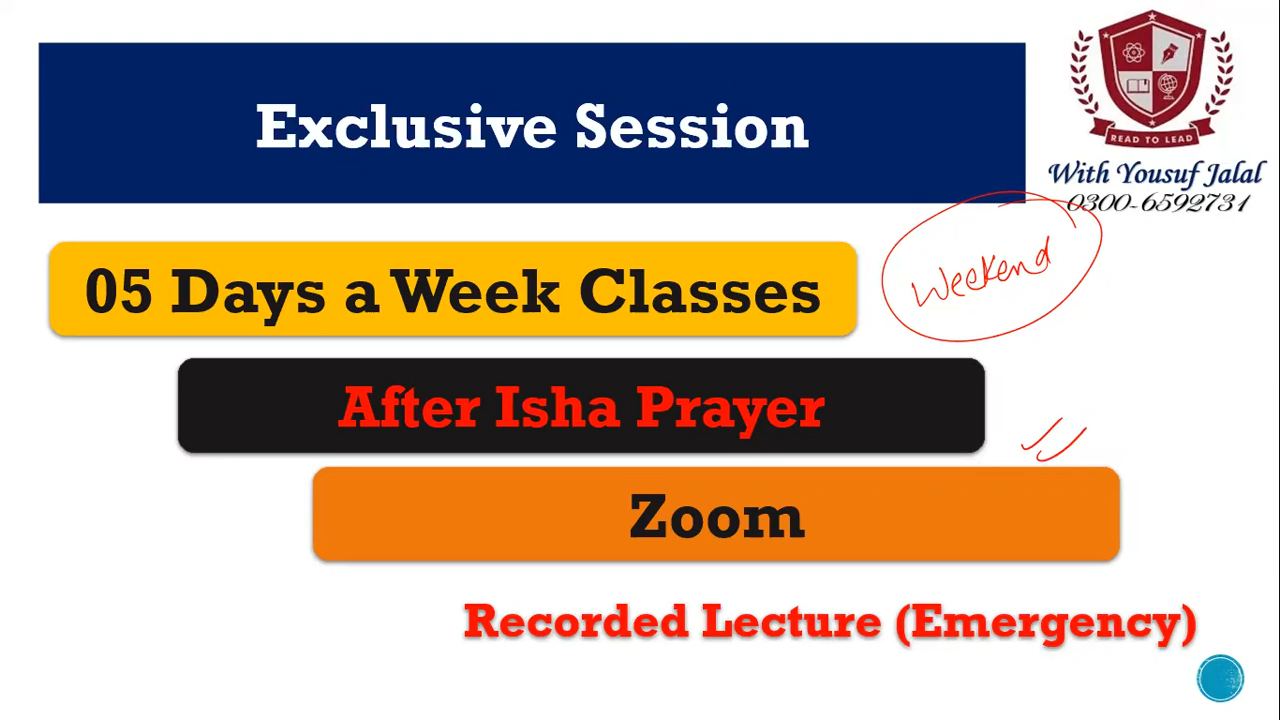 READ TO LEAD
With Yousuf Jalal
0300-6592731
Exclusive Session
05 Days a Week Classes
Weekend
After Isha Prayer
Zoom
Recorded Lecture (Emergency)